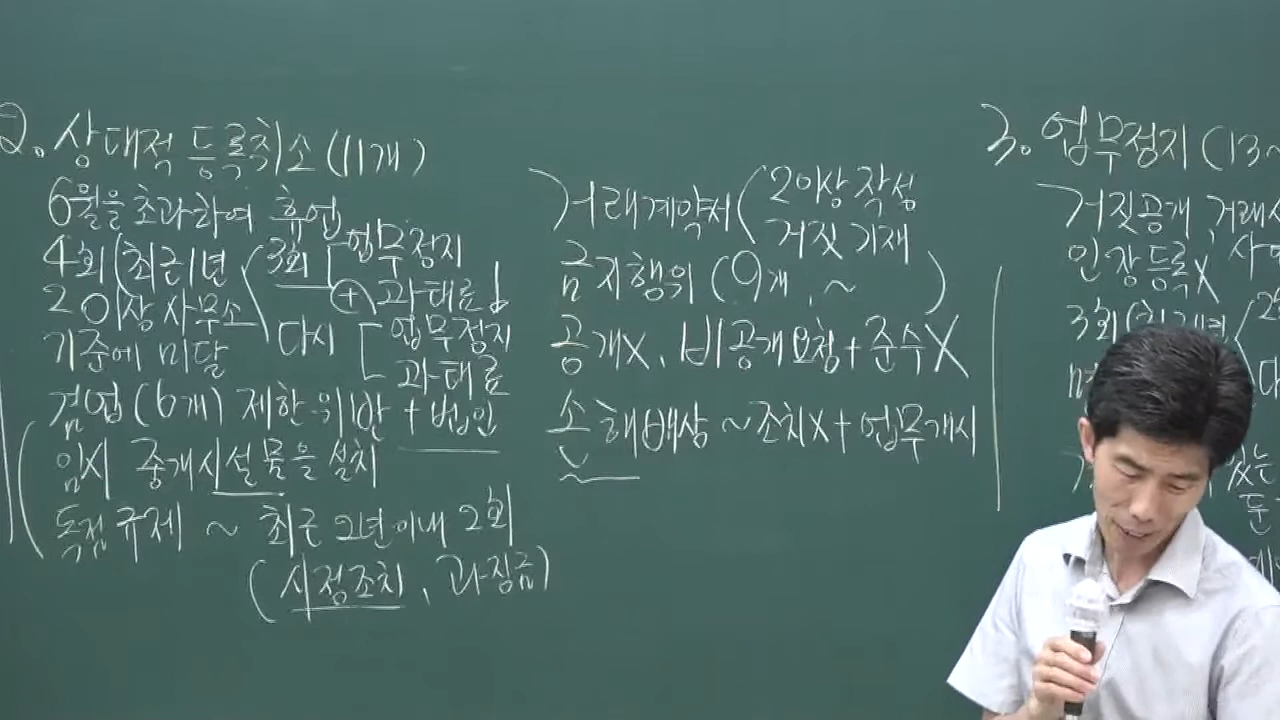 2. 상대적 등록취소 (11개)
6월을 초과하여 휴업
4회(최근1년 3회 업무정지
+ 과태료
2이상 사무소 다시 업무정지
기준에 미달 과태료
겸업(6개) 제한위반 + 법인
임시 중개시설물을 설치
독점규제 ~ 최근 2년이내 2회
(시정조치, 과징금)
거래계약서( 2이상 작성
거짓기재
금지행위 (9개, ~ )
공개X, 비공개요청+준수X
손해배상 ~조치X+업무개시
3. 업무정지 (13~
거짓공개, 거래
인장등록X
3회(최근1년